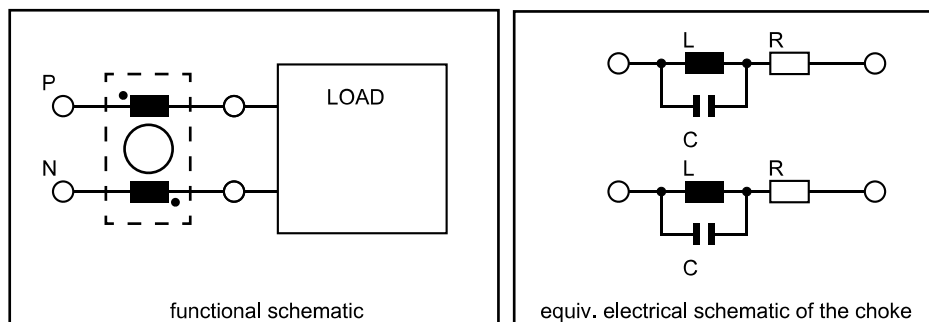 P
LOAD
N
functional schematic
L
R
C
L
R
C
equiv. electrical schematic of the choke